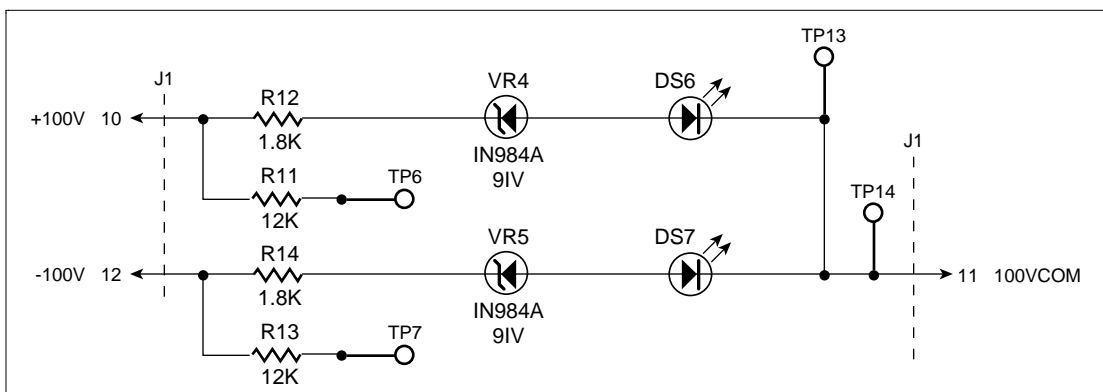 TP13
J1
VR4
DS6
R12
+100V 10
1.8K
IN984A
9IV
J1
R11
TP6
12K
TP14
VR5
DS7
R14
-100V 12
11 100VCOM
1.8K
IN984A
9IV
R13
TP7
12K